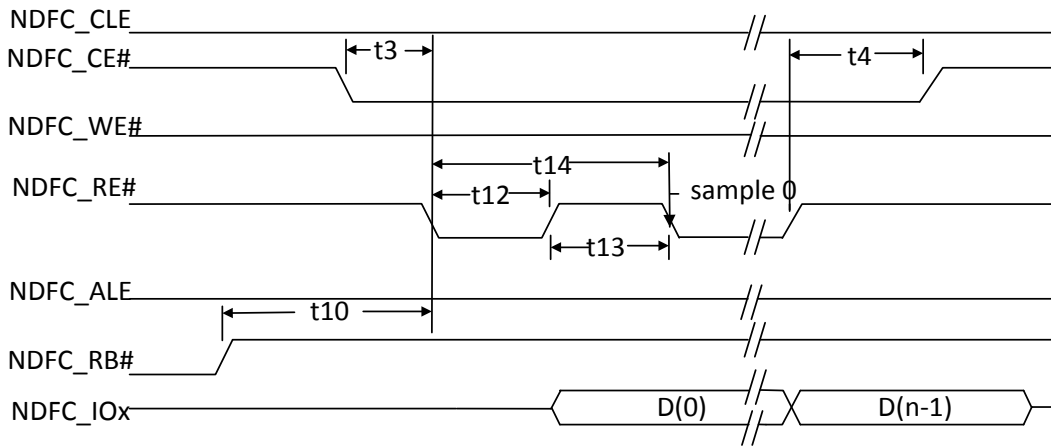 NDFC_CLE
t3
NDFC_CE#
t4
NDFC_WE#
t14
NDFC_RE#
t12
sample 0
t13
NDFC_ALE
t10
NDFC_RB#
NDFC_IOx
D(0)
D(n-1)